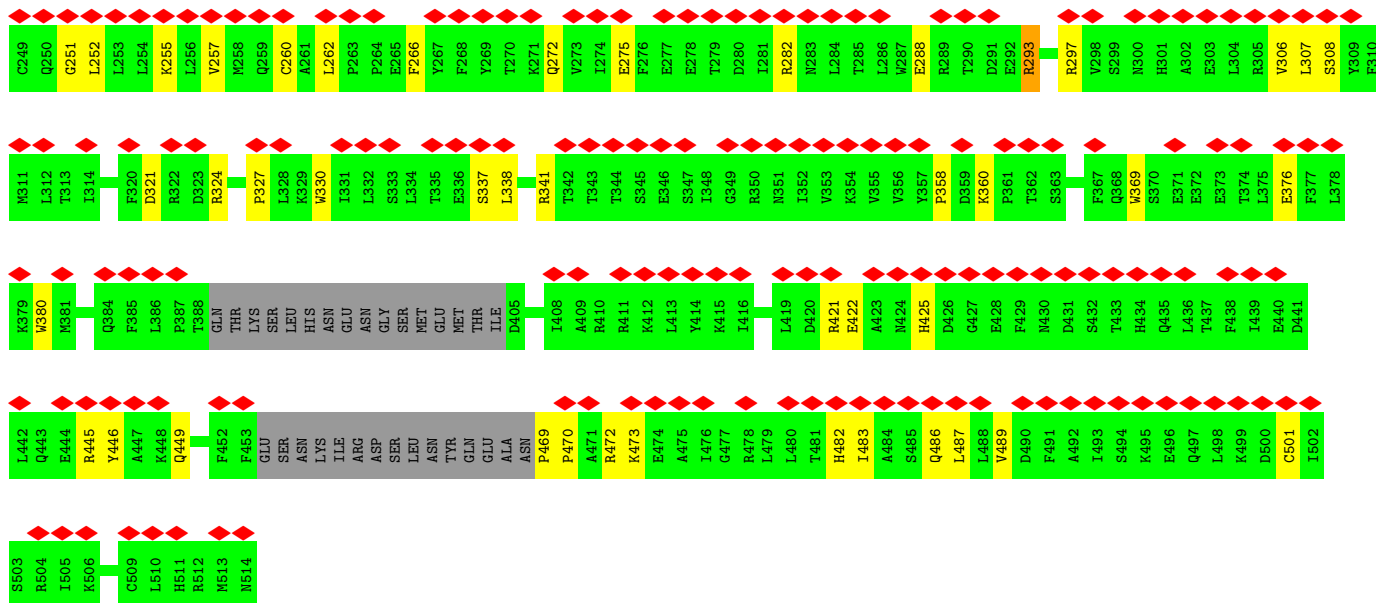 C249 Q250 G251 L252 L253 L254 K255 L256 V257 M258 Q259 C260 A261 L262 P263 P264 E265 F266 Y267 F268 Y269 T270 K271 Q272 V273 I274 E275 F276 E277 E278 T279 D280 I281 R282 N283 L284 T285 L286 W287 E288 R289 T290 D291 E292 R293 R297 V298 S299 N300 H301 A302 E303 L304 R305 V306 L307 S308 Y309 F310
M311 L312 T313 I314 F320 D321 R322 D323 R324 P327 L328 K329 W330 I331 L332 S333 L334 T335 E336 S337 L338 R341 T342 T343 T344 S345 E346 S347 I348 G349 R350 N351 I352 V353 K354 V355 V356 Y357 P358 D359 K360 P361 T362 S363 F367 Q368 W369 S370 E371 E372 E373 T374 L375 E376 F377 L378
K379 W380 M381 Q384 F385 L386 P387 T388 GLN THR LYS SER LEU HIS ASN GLU ASN GLY SER MET GLU MET THR ILE D405 I408 A409 R410 R411 K412 L413 Y414 K415 I416 L419 D420 R421 E422 A423 N424 H425 D426 G427 E428 F429 N430 D431 S432 T433 H434 Q435 L436 T437 F438 I439 E440 D441
L442 Q443 E444 R445 Y446 A447 K448 Q449 F452 F453 GLU SER ASN LYS ILE ARG ASP SER LEU ASN TYR GLN GLU ALA ASN P469 P470 A471 R472 K473 E474 A475 I476 G477 R478 L479 L480 T481 H482 I483 A484 S485 Q486 L487 L488 V489 D490 F491 A492 I493 S494 K495 E496 Q497 L498 K499 D500 C501 I502
S503 R504 I505 K506 C509 L510 H511 R512 M513 N514